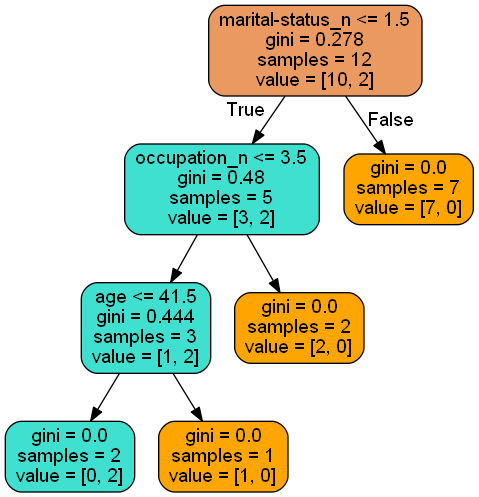 marital-status_n <= 1.5
gini = 0.278
samples = 12
value = [10, 2]
True
False
occupation_n <= 3.5
gini = 0.48
samples = 5
value = [3, 2]
gini = 0.0
samples = 7
value = [7, 0]
age <= 41.5
gini = 0.444
samples = 3
value = [1, 2]
gini = 0.0
samples = 2
value = [2, 0]
gini = 0.0
samples = 2
value = [0, 2]
gini = 0.0
samples = 1
value = [1, 0]